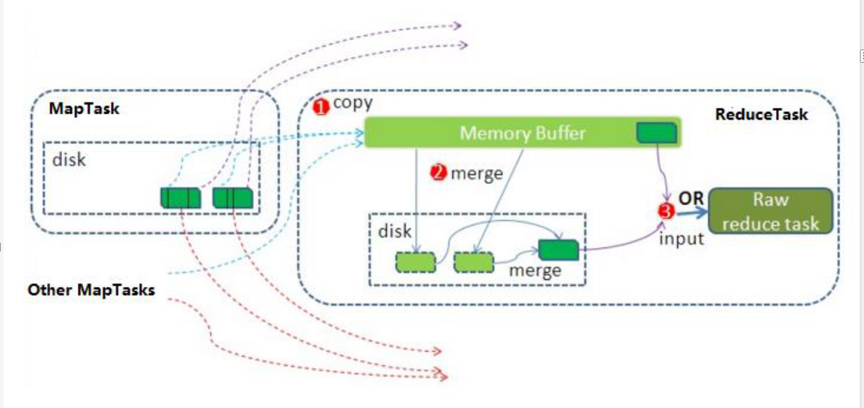 MapTask
disk
Other MapTasks
1 copy
ReduceTask
Memory Buffer
2 merge
disk
merge
3 OR
input
Raw
reduce task